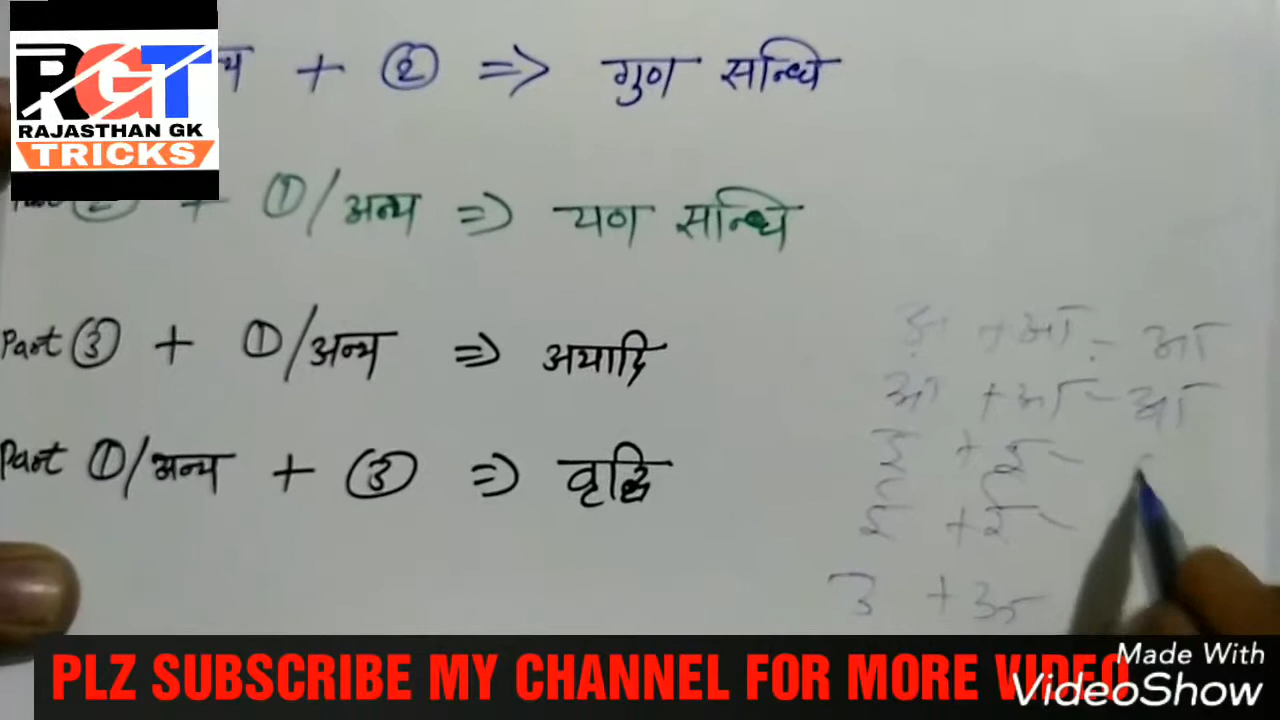 RGT
RAJASTHAN GK
TRICKS
+ ② => गुण सन्धि
+ ①/अन्य => यण सन्धि
Part ③ + ①/अन्य => अयादि
Part ①/अन्य + ③ => वृद्धि
अ + आ - आ
आ + आ - आ
इ + इ -
ई + ई -
उ + उ
PLZ SUBSCRIBE MY CHANNEL FOR MORE VIDEO
Made With
VideoShow